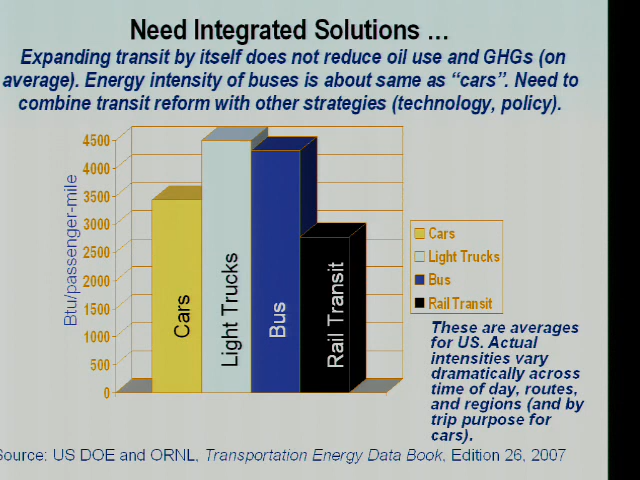 Need Integrated Solutions ...
Expanding transit by itself does not reduce oil use and GHGs (on
average). Energy intensity of buses is about same as “cars”. Need to
combine transit reform with other strategies (technology, policy).
4500
4000
3500
3000
2500
2000
1500
1000
500
0
Btu/passenger-mile
Cars
Light Trucks
Bus
Rail Transit
Cars
Light Trucks
Bus
Rail Transit
These are averages
for US. Actual
intensities vary
dramatically across
time of day, routes,
and regions (and by
trip purpose for
cars).
Source: US DOE and ORNL, Transportation Energy Data Book, Edition 26, 2007